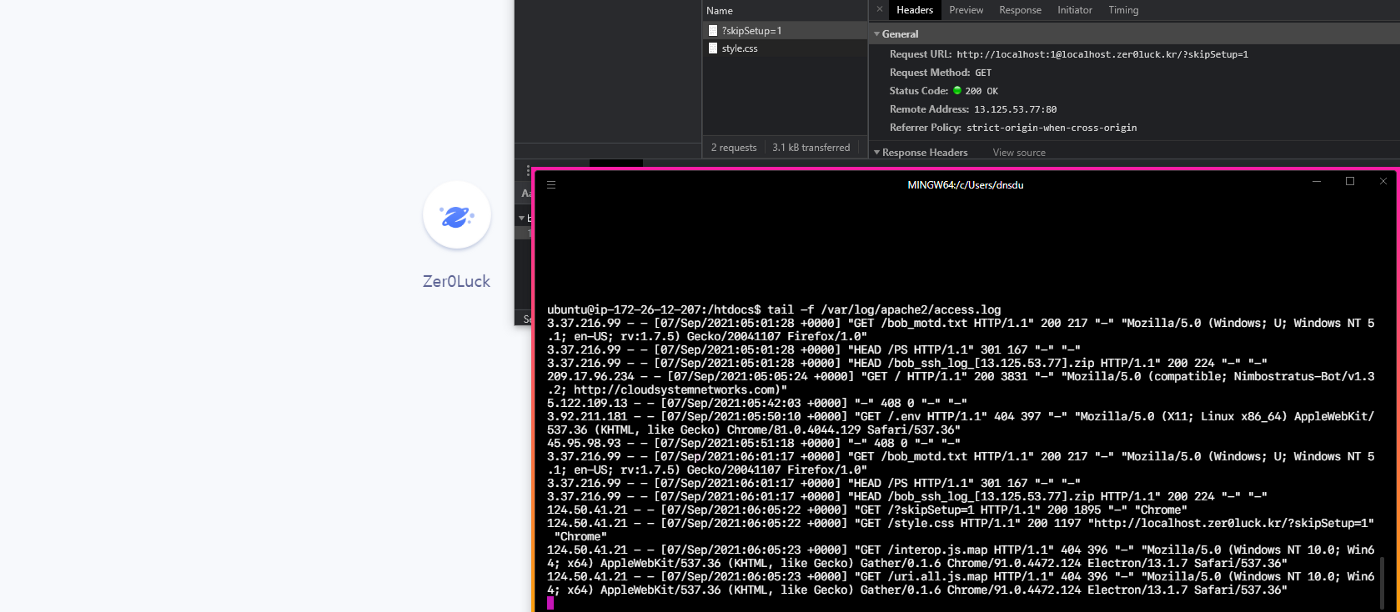 Name
?skipSetup=1
style.css
2 requests
3.1 kB transferred
Headers
Preview
Response
Initiator
Timing
General
Request URL: http://localhost:1@localhost.zer0luck.kr/?skipSetup=1
Request Method: GET
Status Code: 200 OK
Remote Address: 13.125.53.77:80
Referrer Policy: strict-origin-when-cross-origin
Response Headers
View source
Zer0Luck
MINGW64:/c/Users/dnsdu
ubuntu@ip-172-26-12-207:/htdocs$ tail -f /var/log/apache2/access.log
3.37.216.99 - - [07/Sep/2021:05:01:28 +0000] "GET /bob_motd.txt HTTP/1.1" 200 217 "-" "Mozilla/5.0 (Windows; U; Windows NT 5
.1; en-US; rv:1.7.5) Gecko/20041107 Firefox/1.0"
3.37.216.99 - - [07/Sep/2021:05:01:28 +0000] "HEAD /PS HTTP/1.1" 301 167 "-" "-"
3.37.216.99 - - [07/Sep/2021:05:01:28 +0000] "HEAD /bob_ssh_log_[13.125.53.77].zip HTTP/1.1" 200 224 "-" "-"
209.17.96.234 - - [07/Sep/2021:05:05:24 +0000] "GET / HTTP/1.1" 200 3831 "-" "Mozilla/5.0 (compatible; Nimbostratus-Bot/v1.3
.2; http://cloudsystemnetworks.com)"
5.122.109.13 - - [07/Sep/2021:05:42:03 +0000] "-" 408 0 "-" "-"
3.92.211.181 - - [07/Sep/2021:05:50:10 +0000] "GET /.env HTTP/1.1" 404 397 "-" "Mozilla/5.0 (X11; Linux x86_64) AppleWebKit/
537.36 (KHTML, like Gecko) Chrome/81.0.4044.129 Safari/537.36"
45.95.98.93 - - [07/Sep/2021:05:51:18 +0000] "-" 408 0 "-" "-"
3.37.216.99 - - [07/Sep/2021:06:01:17 +0000] "GET /bob_motd.txt HTTP/1.1" 200 217 "-" "Mozilla/5.0 (Windows; U; Windows NT 5
.1; en-US; rv:1.7.5) Gecko/20041107 Firefox/1.0"
3.37.216.99 - - [07/Sep/2021:06:01:17 +0000] "HEAD /PS HTTP/1.1" 301 167 "-" "-"
3.37.216.99 - - [07/Sep/2021:06:01:17 +0000] "HEAD /bob_ssh_log_[13.125.53.77].zip HTTP/1.1" 200 224 "-" "-"
124.50.41.21 - - [07/Sep/2021:06:05:22 +0000] "GET /?skipSetup=1 HTTP/1.1" 200 1895 "-" "Chrome"
124.50.41.21 - - [07/Sep/2021:06:05:22 +0000] "GET /style.css HTTP/1.1" 200 1197 "http://localhost.zer0luck.kr/?skipSetup=1"
"Chrome"
124.50.41.21 - - [07/Sep/2021:06:05:23 +0000] "GET /interop.js.map HTTP/1.1" 404 396 "-" "Mozilla/5.0 (Windows NT 10.0; Win6
4; x64) AppleWebKit/537.36 (KHTML, like Gecko) Gather/0.1.6 Chrome/91.0.4472.124 Electron/13.1.7 Safari/537.36"
124.50.41.21 - - [07/Sep/2021:06:05:23 +0000] "GET /uri.all.js.map HTTP/1.1" 404 396 "-" "Mozilla/5.0 (Windows NT 10.0; Win6
4; x64) AppleWebKit/537.36 (KHTML, like Gecko) Gather/0.1.6 Chrome/91.0.4472.124 Electron/13.1.7 Safari/537.36"